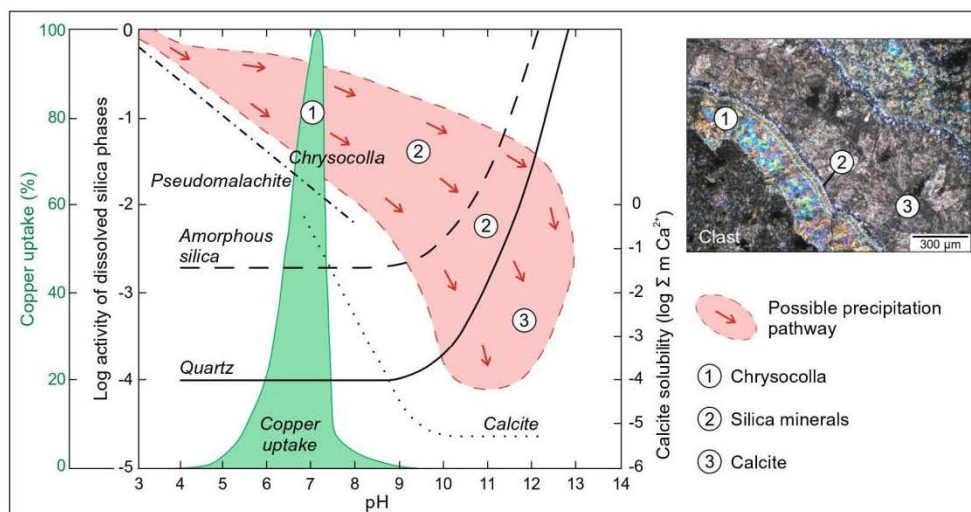 Copper uptake (%)
100
80
60
40
20
0
Log activity of dissolved silica phases
0
-1
-2
-3
-4
-5
1
Chrysocolla
Pseudomalachite
Amorphous
silica
Quartz
Copper
uptake
2
2
3
Calcite
3 4 5 6 7 8 9 10 11 12 13 14
pH
0
-1
-2
-3
-4
-5
-6
Calcite solubility (log Σ m Ca²⁺)
1
2
3
Clast
300 µm
Possible precipitation
pathway
1 Chrysocolla
2 Silica minerals
3 Calcite